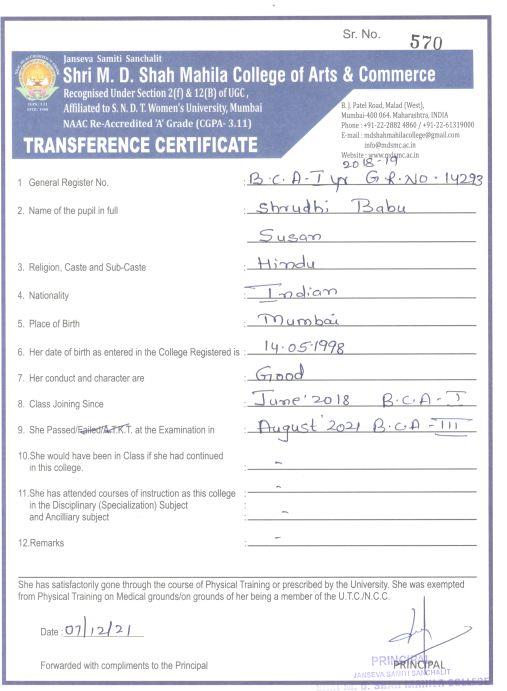 Sr. No. 570
Janseva Samiti Sanchalit
Shri M. D. Shah Mahila College of Arts & Commerce
Recognised Under Section 2(f) & 12(B) of UGC,
Affiliated to S. N. D. T. Women's University, Mumbai
NAAC Re-Accredited 'A' Grade (CGPA- 3.11)
TRANSFERENCE CERTIFICATE
B. J. Patel Road, Malad (West),
Mumbai-400 064. Maharashtra, INDIA
Phone : +91-22-2882 4860 / +91-22-61319000
E-mail : mdshahmahilacollege@gmail.com
info@mdsmc.ac.in
Website : www.mdsmc.ac.in
2018-19
1 General Register No. : B.C.A-I yr G.R.NO. 14293
2. Name of the pupil in full : Shrudhi Babu
Susan
3. Religion, Caste and Sub-Caste : Hindu
4. Nationality : Indian
5. Place of Birth : Mumbai
6. Her date of birth as entered in the College Registered is : 14.05.1998
7. Her conduct and character are : Good
8. Class Joining Since : June'2018 B.C.A-I
9. She Passed/Failed/A.T.K.T. at the Examination in : August'2021 B.C.A-III
10.She would have been in Class if she had continued : -
in this college.
11.She has attended courses of instruction as this college : -
in the Disciplinary (Specialization) Subject
and Ancilliary subject -
12.Remarks : -
She has satisfactorily gone through the course of Physical Training or prescribed by the University. She was exempted
from Physical Training on Medical grounds/on grounds of her being a member of the U.T.C./N.C.C.
Date : 07/12/21
Forwarded with compliments to the Principal
PRINCIPAL
PRINCIPAL
JANSEVA SAMITI SANCHALIT
SHAH MAHILA COLLEGE